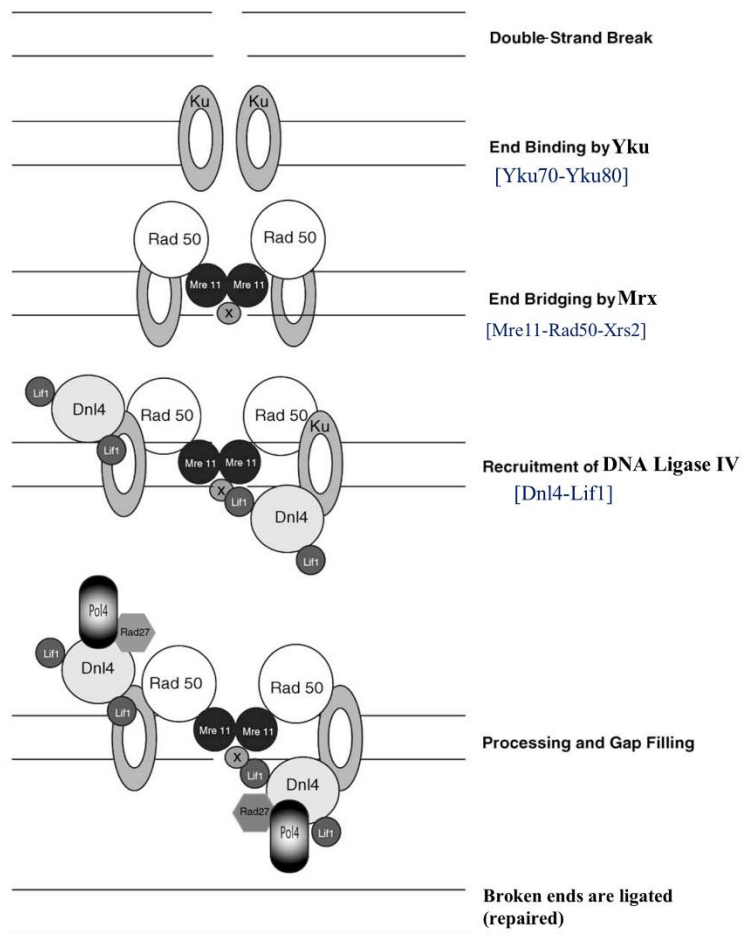 Double-Strand Break
Ku Ku
End Binding by Yku
[Yku70-Yku80]
Rad 50 Rad 50
Mre 11 Mre 11
X
End Bridging by Mrx
[Mre11-Rad50-Xrs2]
Lif1 Dnl4 Rad 50 Rad 50
Ku
Lif1 Mre 11 Mre 11
X Lif1 Dnl4
Lif1
Recruitment of DNA Ligase IV
[Dnl4-Lif1]
Pol4
Rad27
Lif1 Dnl4 Rad 50 Rad 50
Lif1 Mre 11 Mre 11
X Lif1 Dnl4
Rad27 Pol4 Lif1
Processing and Gap Filling
Broken ends are ligated
(repaired)